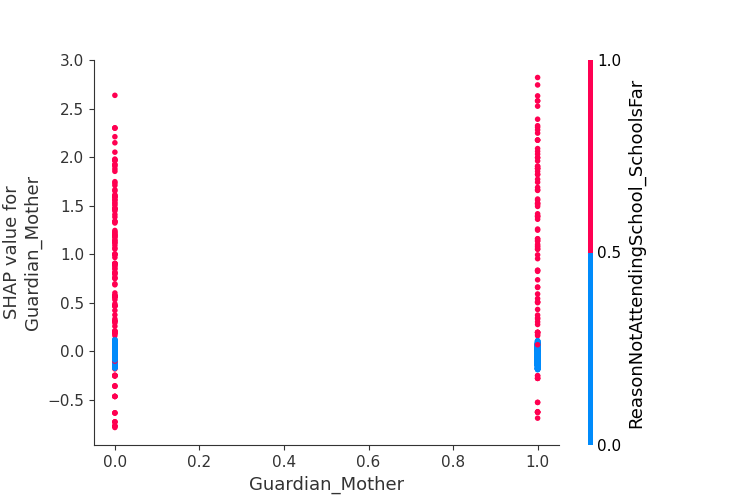 3.0
2.5
2.0
1.5
1.0
0.5
0.0
−0.5
SHAP value for
Guardian_Mother
0.0 0.2 0.4 0.6 0.8 1.0
Guardian_Mother
1.0
0.5
0.0
ReasonNotAttendingSchool_SchoolsFar